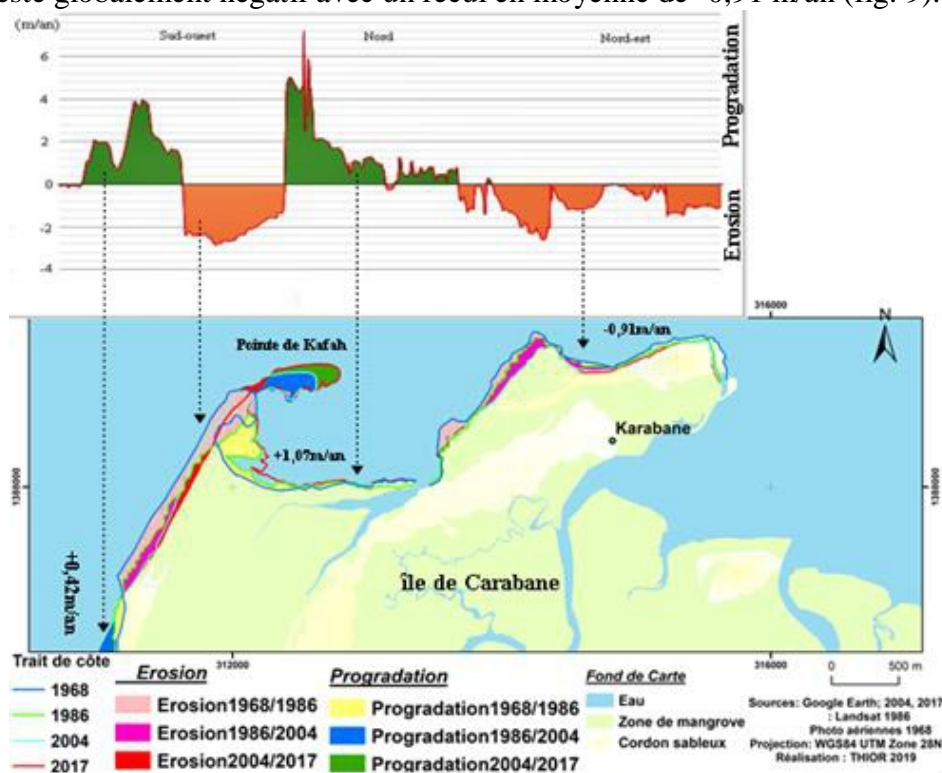 este globalement négatif avec un recul en moyenne de -0,91 m/an (fig. 9).
(m/an)
Sud-ouest
Nord
Nord-est
6
4
2
0
-2
-4
Progradation
Erosion
316000
N
-0,91m/an
Pointe de Kafah
Karabane
+1,07m/an
1388000
1388000
+0,42m/an
île de Carabane
312000
316000
0 500 m
Trait de côte
1968
1986
2004
2017
Erosion
Erosion1968/1986
Erosion1986/2004
Erosion2004/2017
Progradation
Progradation1968/1986
Progradation1986/2004
Progradation2004/2017
Fond de Carte
Eau
Zone de mangrove
Cordon sableux
Sources: Google Earth; 2004, 2017
: Landsat 1986
Photo aériennes 1968
Projection: WGS84 UTM Zone 28N
Réalisation : THIOR 2019